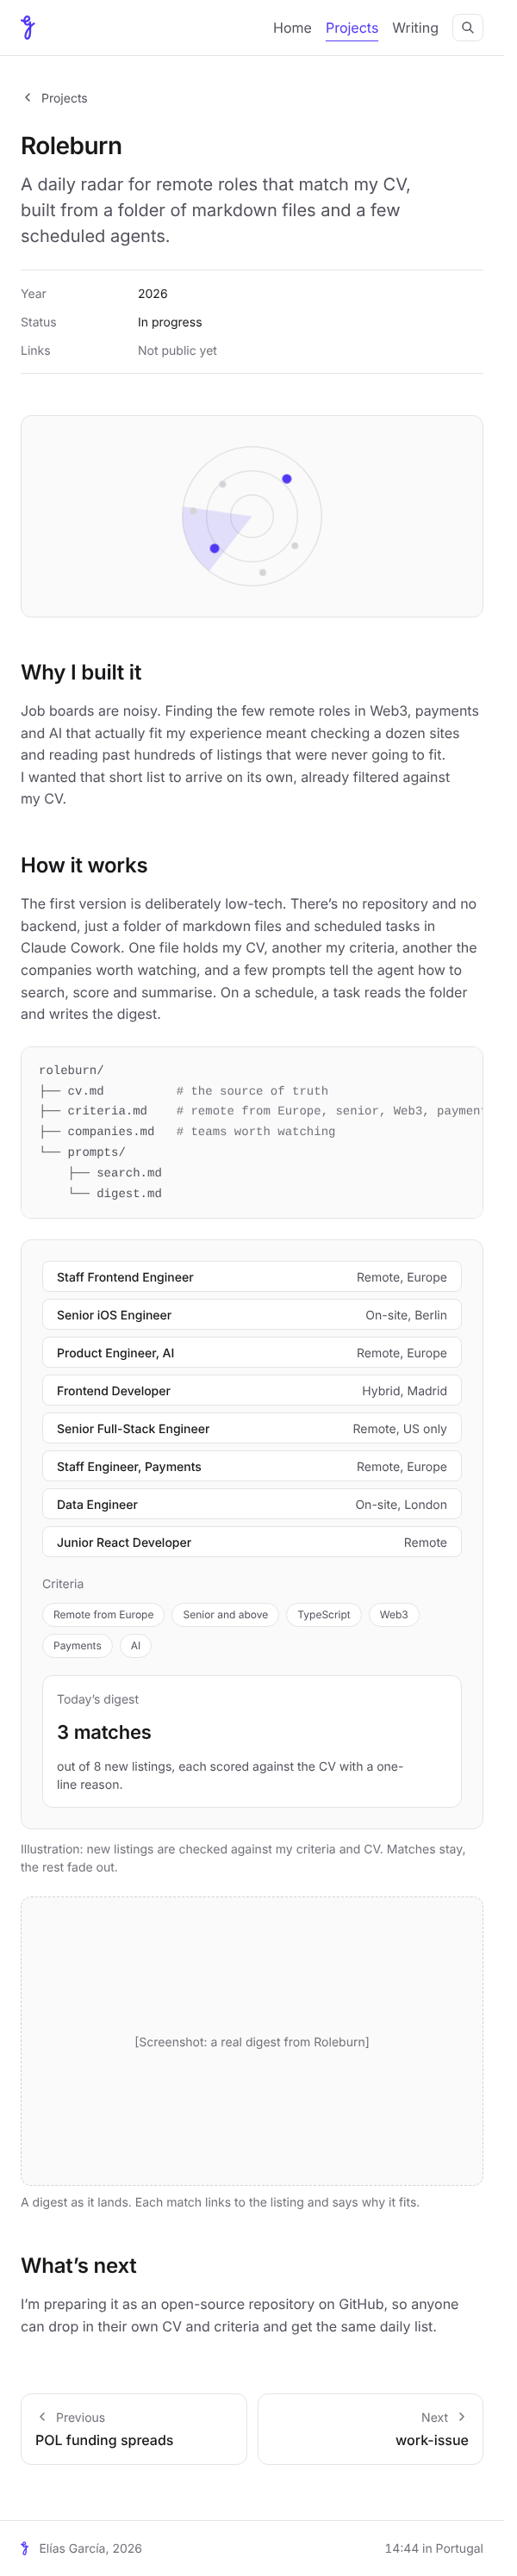 Home Projects Writing
Projects
Roleburn
A daily radar for remote roles that match my CV,
built from a folder of markdown files and a few
scheduled agents.
Year 2026
Status In progress
Links Not public yet
Why I built it
Job boards are noisy. Finding the few remote roles in Web3, payments
and AI that actually fit my experience meant checking a dozen sites
and reading past hundreds of listings that were never going to fit.
I wanted that short list to arrive on its own, already filtered against
my CV.
How it works
The first version is deliberately low-tech. There’s no repository and no
backend, just a folder of markdown files and scheduled tasks in
Claude Cowork. One file holds my CV, another my criteria, another the
companies worth watching, and a few prompts tell the agent how to
search, score and summarise. On a schedule, a task reads the folder
and writes the digest.
roleburn/
├── cv.md # the source of truth
├── criteria.md # remote from Europe, senior, Web3, paymen
├── companies.md # teams worth watching
└── prompts/
├── search.md
└── digest.md
Staff Frontend Engineer Remote, Europe
Senior iOS Engineer On-site, Berlin
Product Engineer, AI Remote, Europe
Frontend Developer Hybrid, Madrid
Senior Full-Stack Engineer Remote, US only
Staff Engineer, Payments Remote, Europe
Data Engineer On-site, London
Junior React Developer Remote
Criteria
Remote from Europe Senior and above TypeScript Web3
Payments AI
Today’s digest
3 matches
out of 8 new listings, each scored against the CV with a one-
line reason.
Illustration: new listings are checked against my criteria and CV. Matches stay,
the rest fade out.
[Screenshot: a real digest from Roleburn]
A digest as it lands. Each match links to the listing and says why it fits.
What’s next
I’m preparing it as an open-source repository on GitHub, so anyone
can drop in their own CV and criteria and get the same daily list.
Previous Next
POL funding spreads work-issue
Elías García, 2026 14:44 in Portugal